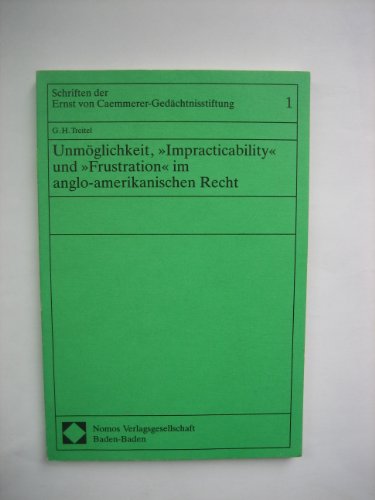 Schriften der
Ernst von Caemmerer-Gedächtnisstiftung 1
G. H. Treitel
Unmöglichkeit, »Impracticability«
und »Frustration« im
anglo-amerikanischen Recht
Nomos Verlagsgesellschaft
Baden-Baden